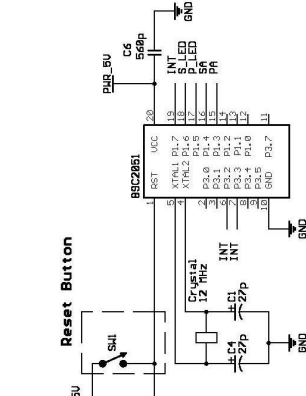 GND
C6
560p
PWR_5V
INT
S_LED
P_LED
SA
PA
20
19
18
17
16
15
14
13
12
11
VCC
P1.7
P1.6
P1.5
P1.4
P1.3
P1.2
P1.1
P1.0
P3.7
89C2051
RST
XTAL1
XTAL2
P3.0
P3.1
P3.2
P3.3
P3.4
P3.5
GND
1
5
4
2
3
6
7
8
9
10
INT
INT
GND
Reset Button
SW1
Crystal
12 MHz
C1
27p
C4
27p
GND
5V